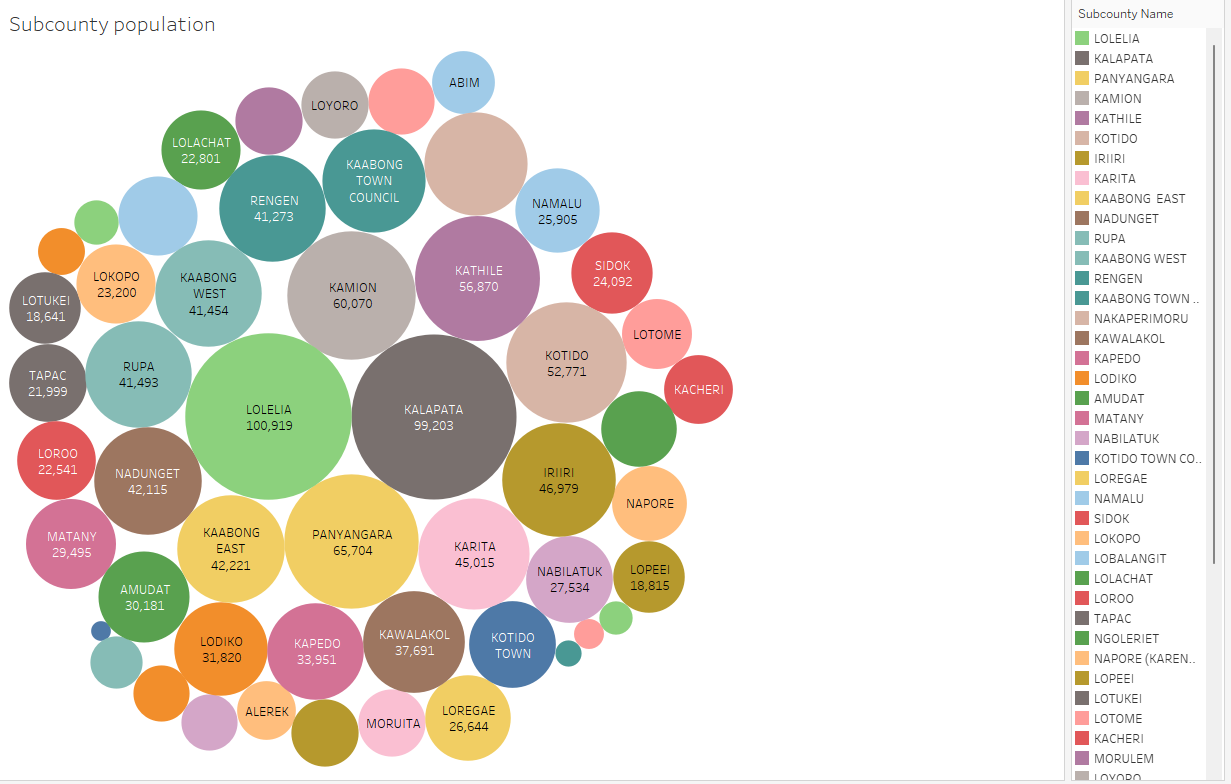 Subcounty population
ABIM
LOYORO
LOLACHAT
22,801
KAABONG
TOWN
COUNCIL
RENGEN
41,273
NAMALU
25,905
LOKOPO
23,200
KAABONG
WEST
41,454
KAMION
60,070
KATHILE
56,870
SIDOK
24,092
LOTUKEI
18,641
LOTOME
RUPA
41,493
KOTIDO
52,771
TAPAC
21,999
KACHERI
LOLELIA
100,919
KALAPATA
99,203
LOROO
22,541
NADUNGET
42,115
IRIIRI
46,979
NAPORE
MATANY
29,495
KAABONG
EAST
42,221
PANYANGARA
65,704
KARITA
45,015
NABILATUK
27,534
LOPEEI
18,815
AMUDAT
30,181
LODIKO
31,820
KAPEDO
33,951
KAWALAKOL
37,691
KOTIDO
TOWN
ALEREK
MORUITA
LOREGAE
26,644
Subcounty Name
LOLELIA
KALAPATA
PANYANGARA
KAMION
KATHILE
KOTIDO
IRIIRI
KARITA
KAABONG EAST
NADUNGET
RUPA
KAABONG WEST
RENGEN
KAABONG TOWN ..
NAKAPERIMORU
KAWALAKOL
KAPEDO
LODIKO
AMUDAT
MATANY
NABILATUK
KOTIDO TOWN CO..
LOREGAE
NAMALU
SIDOK
LOKOPO
LOBALANGIT
LOLACHAT
LOROO
TAPAC
NGOLERIET
NAPORE (KAREN..
LOPEEI
LOTUKEI
LOTOME
KACHERI
MORULEM
LOYORO